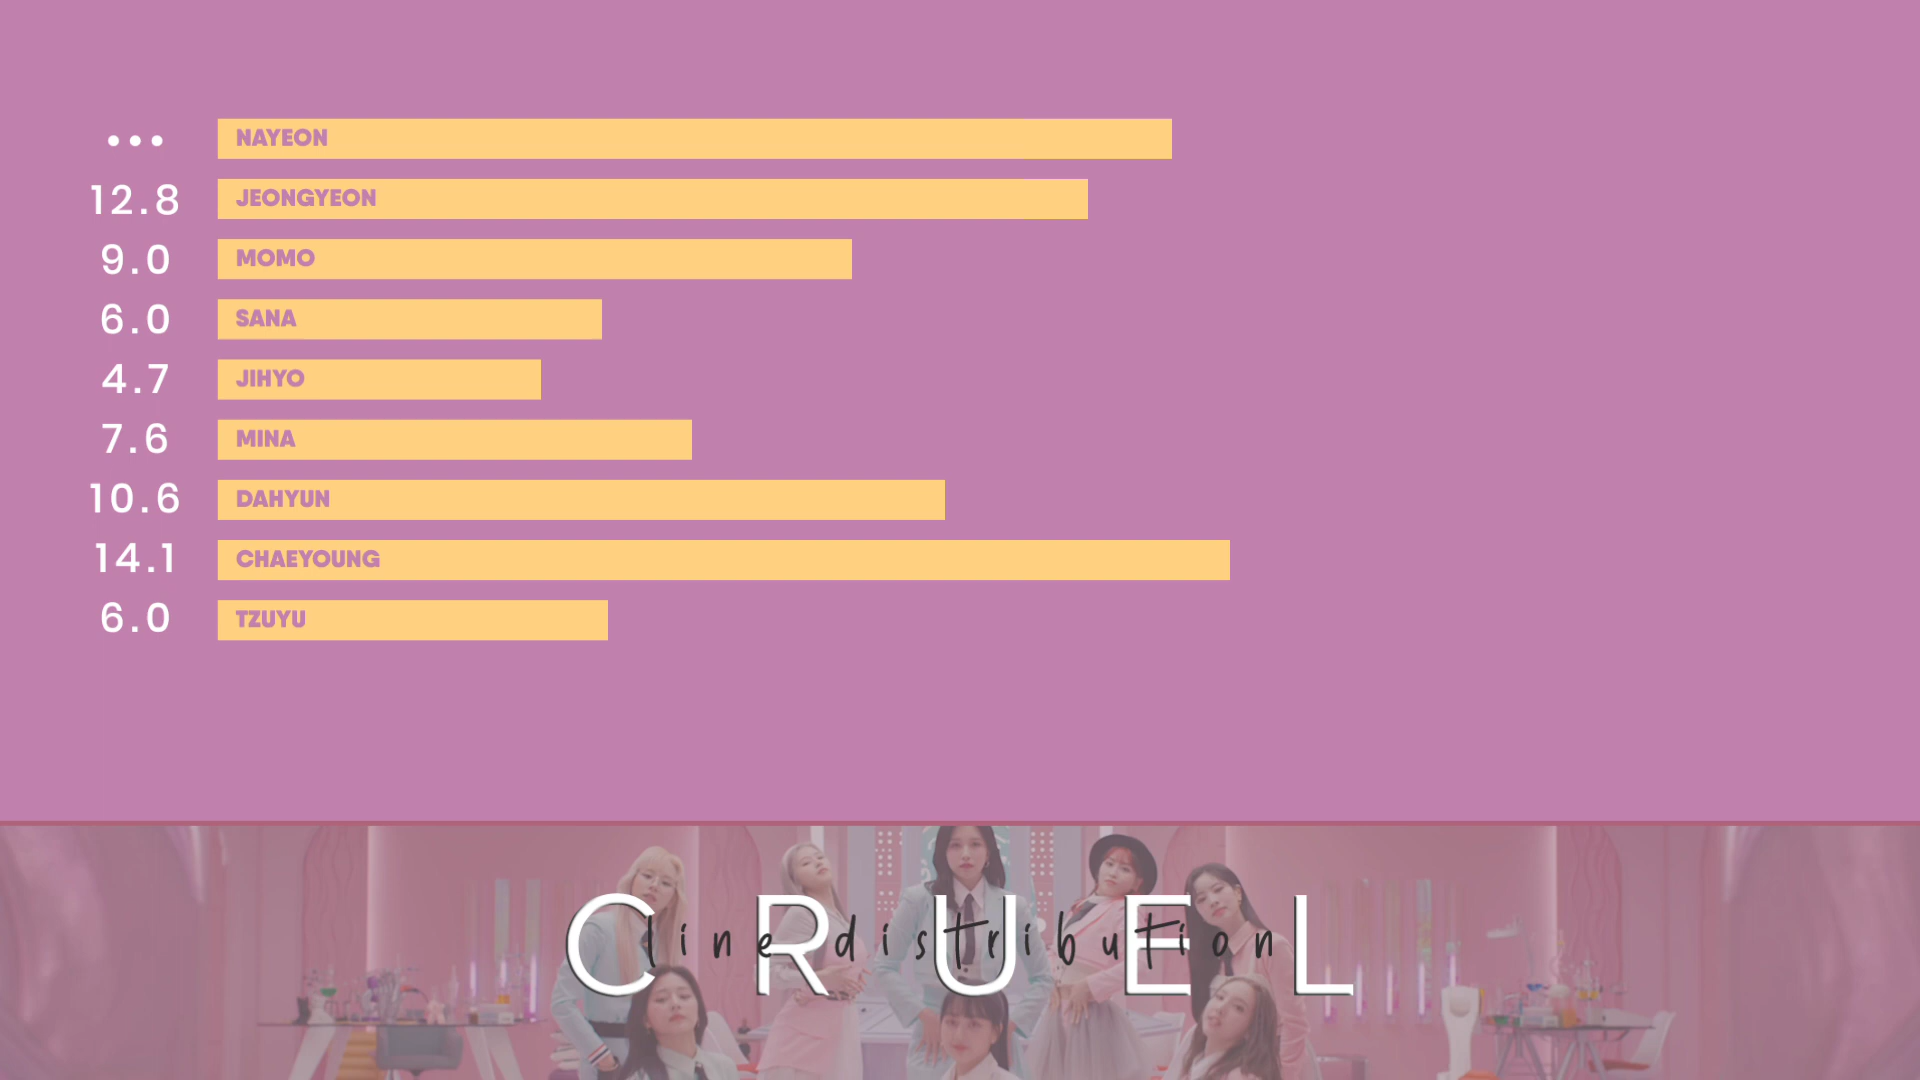 ••• NAYEON
12.8 JEONGYEON
9.0 MOMO
6.0 SANA
4.7 JIHYO
7.6 MINA
10.6 DAHYUN
14.1 CHAEYOUNG
6.0 TZUYU
CRUEL
line distribution